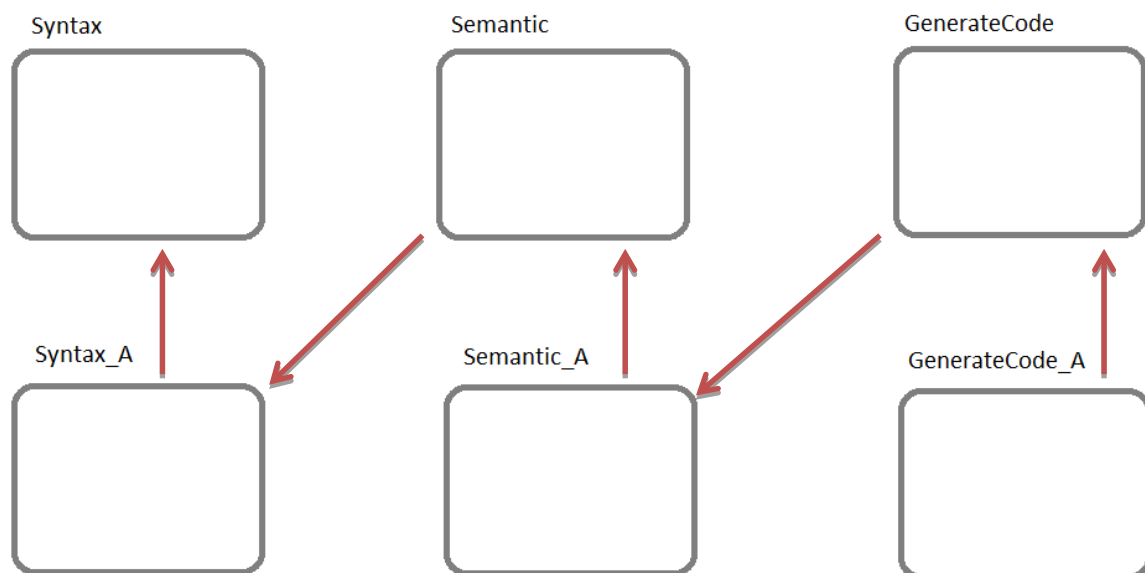 Syntax
Semantic
GenerateCode
Syntax_A
Semantic_A
GenerateCode_A